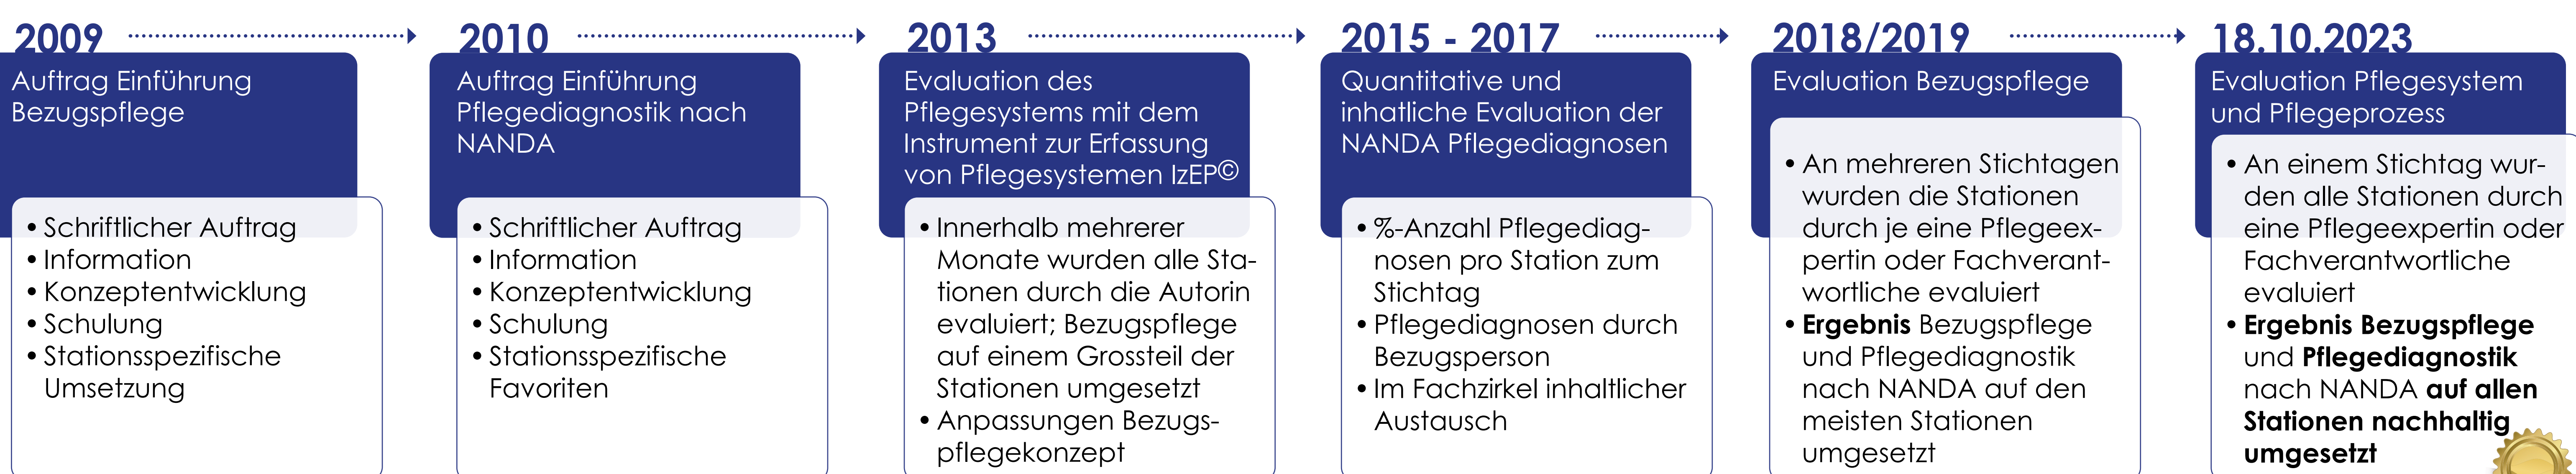 2009
Auftrag Einführung
Bezugspflege
• Schriftlicher Auftrag
• Information
• Konzeptentwicklung
• Schulung
• Stationsspezifische
Umsetzung
2010
Auftrag Einführung
Pflegediagnostik nach
NANDA
• Schriftlicher Auftrag
• Information
• Konzeptentwicklung
• Schulung
• Stationsspezifische
Favoriten
2013
Evaluation des
Pflegesystems mit dem
Instrument zur Erfassung
von Pflegesystemen IzEP©
• Innerhalb mehrerer
Monate wurden alle Sta-
tionen durch die Autorin
evaluiert; Bezugspflege
auf einem Grossteil der
Stationen umgesetzt
• Anpassungen Bezugs-
pflegekonzept
2015 - 2017
Quantitative und
inhatliche Evaluation der
NANDA Pflegediagnosen
• %-Anzahl Pflegediag-
nosen pro Station zum
Stichtag
• Pflegediagnosen durch
Bezugsperson
• Im Fachzirkel inhaltlicher
Austausch
2018/2019
Evaluation Bezugspflege
• An mehreren Stichtagen
wurden die Stationen
durch je eine Pflegeex-
pertin oder Fachverant-
wortliche evaluiert
• Ergebnis Bezugspflege
und Pflegediagnostik
nach NANDA auf den
meisten Stationen
umgesetzt
18.10.2023
Evaluation Pflegesystem
und Pflegeprozess
• An einem Stichtag wur-
den alle Stationen durch
eine Pflegeexpertin oder
Fachverantwortliche
evaluiert
• Ergebnis Bezugspflege
und Pflegediagnostik
nach NANDA auf allen
Stationen nachhaltig
umgesetzt